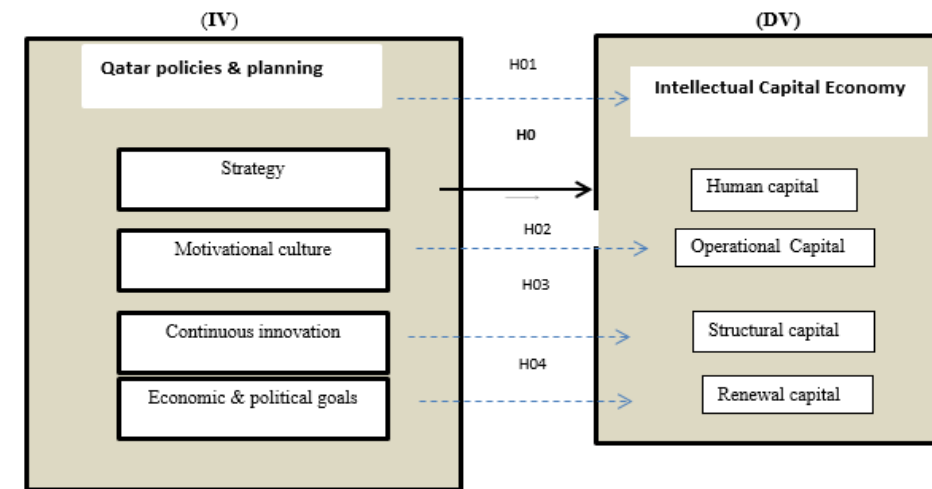 (IV)
(DV)
Qatar policies & planning
H01
Intellectual Capital Economy
H0
Strategy
Human capital
H02
Motivational culture
Operational Capital
H03
Continuous innovation
Structural capital
H04
Economic & political goals
Renewal capital